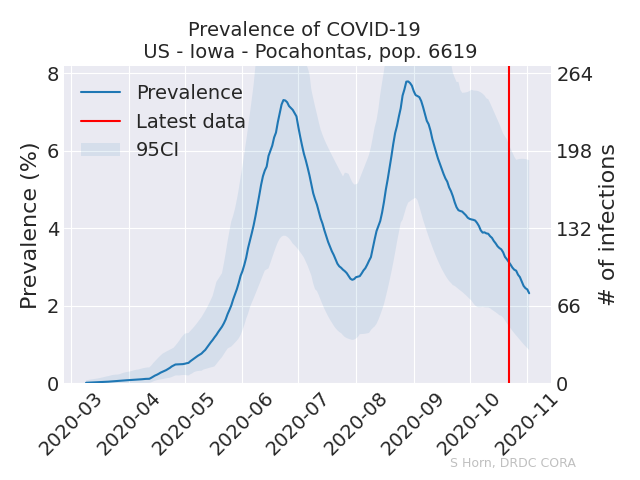 Prevalence of COVID-19
US - Iowa - Pocahontas, pop. 6619
Prevalence
Latest data
95CI
Prevalence (%)
8
6
4
2
0
264
198
132
66
0
# of infections
2020-03
2020-04
2020-05
2020-06
2020-07
2020-08
2020-09
2020-10
2020-11
S Horn, DRDC CORA